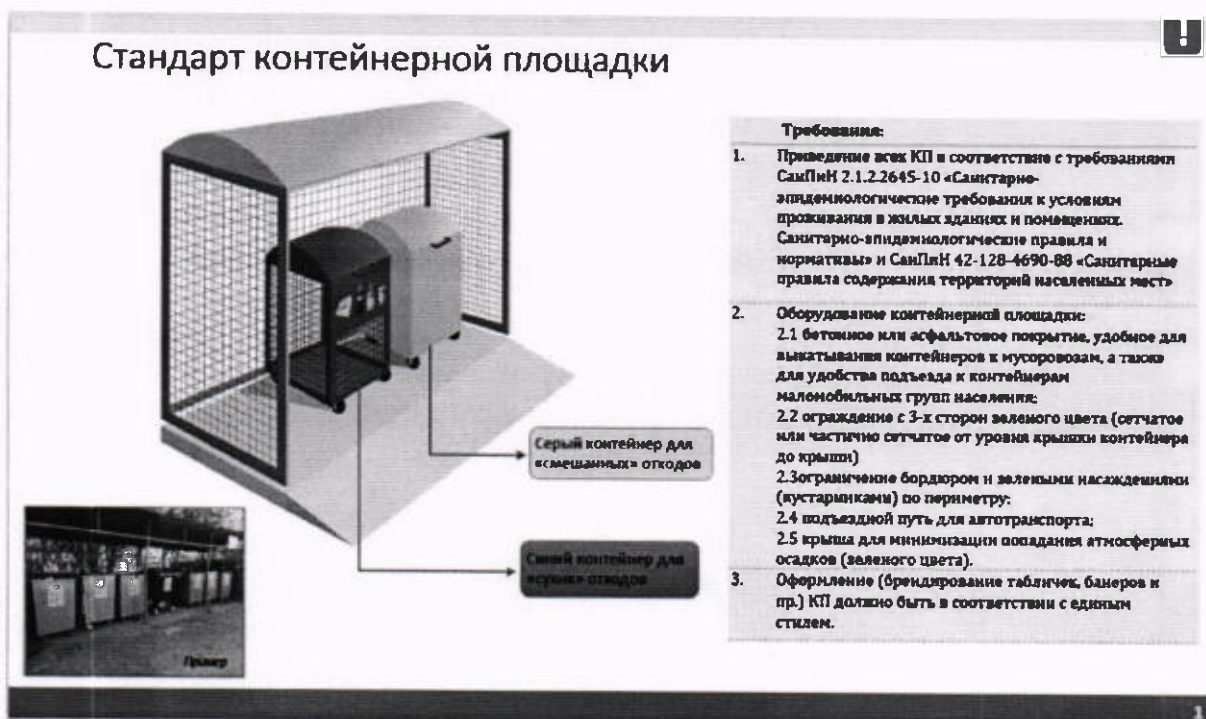 Стандарт контейнерной площадки
Требования:
1. Приведение всех КП в соответствие с требованиями
СанПиН 2.1.2.2645-10 «Санитарно-
эпидемиологические требования к условиям
проживания в жилых зданиях и помещениях.
Санитарно-эпидемиологические правила и
нормативы» и СанПиН 42-128-4690-88 «Санитарные
правила содержания территорий населенных мест»
2. Оборудование контейнерной площадки:
2.1 бетонное или асфальтовое покрытие, удобное для
выкатывания контейнеров к мусоровозам, а также
для удобства подъезда к контейнерам
маломобильных групп населения;
2.2 ограждение с 3-х сторон зеленого цвета (сетчатое
или частично сетчатое от уровня крышки контейнера
до крыши)
2.3ограничение бордюром и зелеными насаждениями
(кустарниками) по периметру;
2.4 подъездной путь для автотранспорта;
2.5 крыша для минимизации попадания атмосферных
осадков (зеленого цвета).
3. Оформление (брендирование табличек, банеров и
пр.) КП должно быть в соответствии с единым
стилем.
Серый контейнер для
«смешанных» отходов
Синий контейнер для
«сухих» отходов
Пример
1